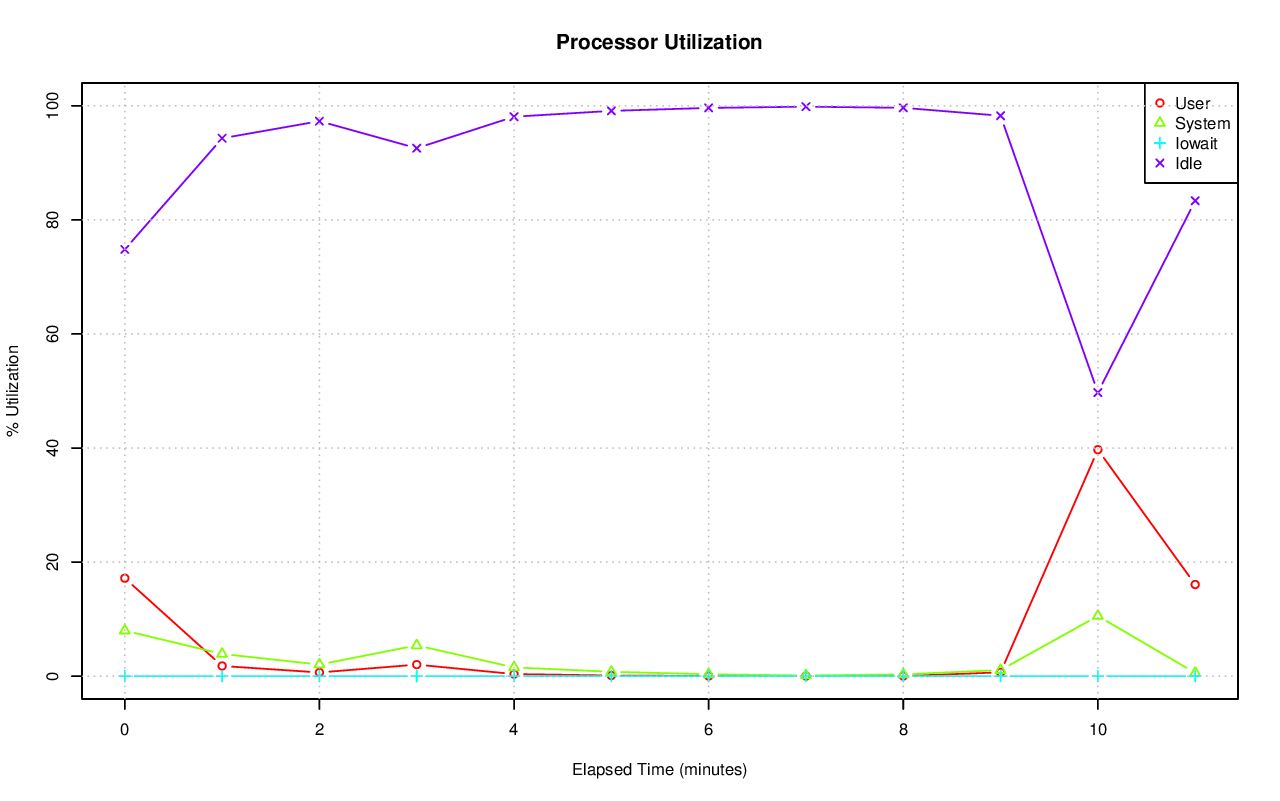 Processor Utilization
User
System
Iowait
Idle
% Utilization
100
80
60
40
20
0
0 2 4 6 8 10
Elapsed Time (minutes)